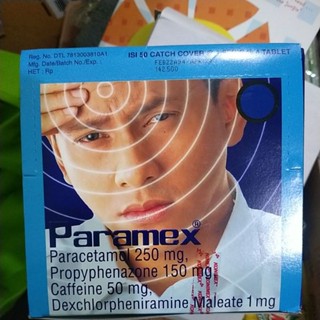 Reg. No. DTL 7813003810A1
Mfg. Date/Batch No./Exp.
HET : Rp
ISI 50 CATCH COVER
TABLET
Paramex®
Paracetamol 250 mg,
Propyphenazone 150 mg,
Caffeine 50 mg,
Dexchlorpheniramine Maleate 1 mg